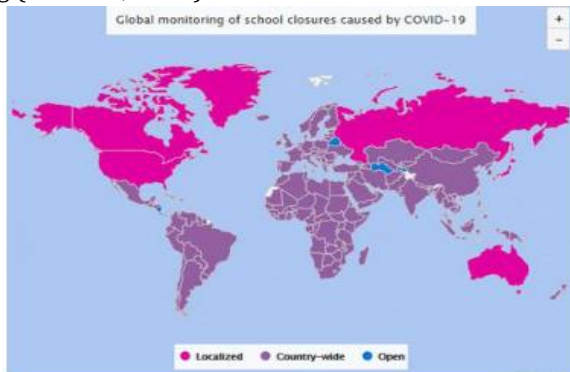 Global monitoring of school closures caused by COVID-19
+
−
Localized Country-wide Open